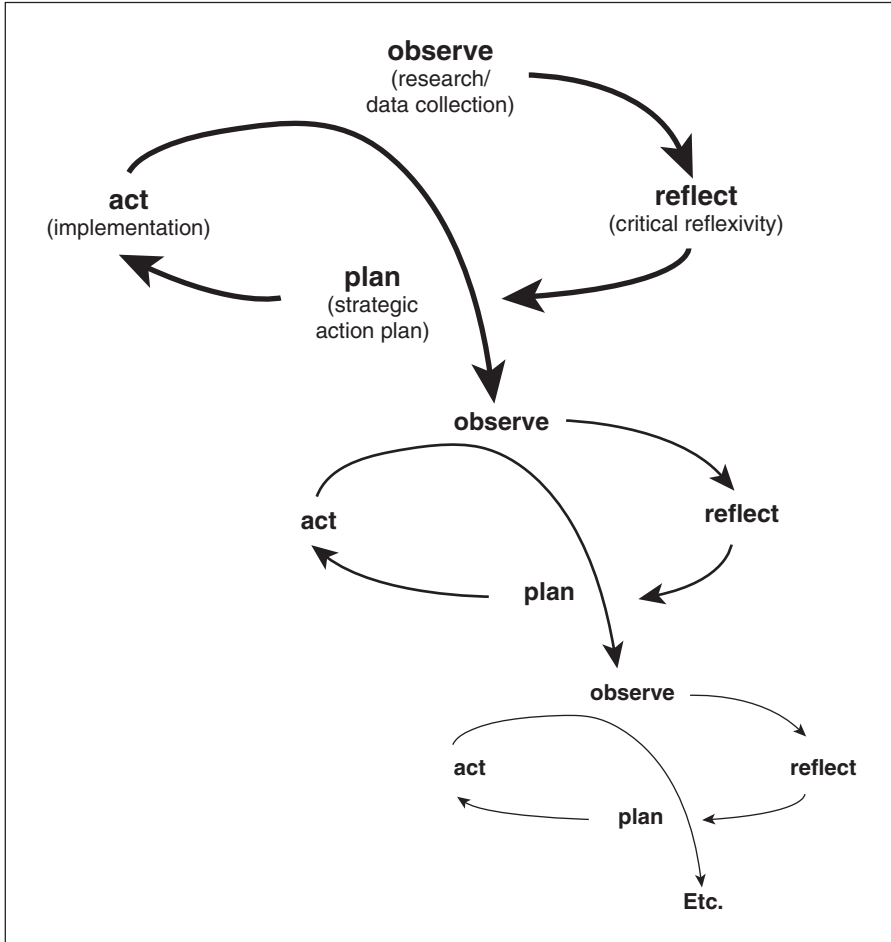 observe
(research/
data collection)
reflect
(critical reflexivity)
act
(implementation)
plan
(strategic
action plan)
observe
reflect
act
plan
observe
reflect
act
plan
Etc.